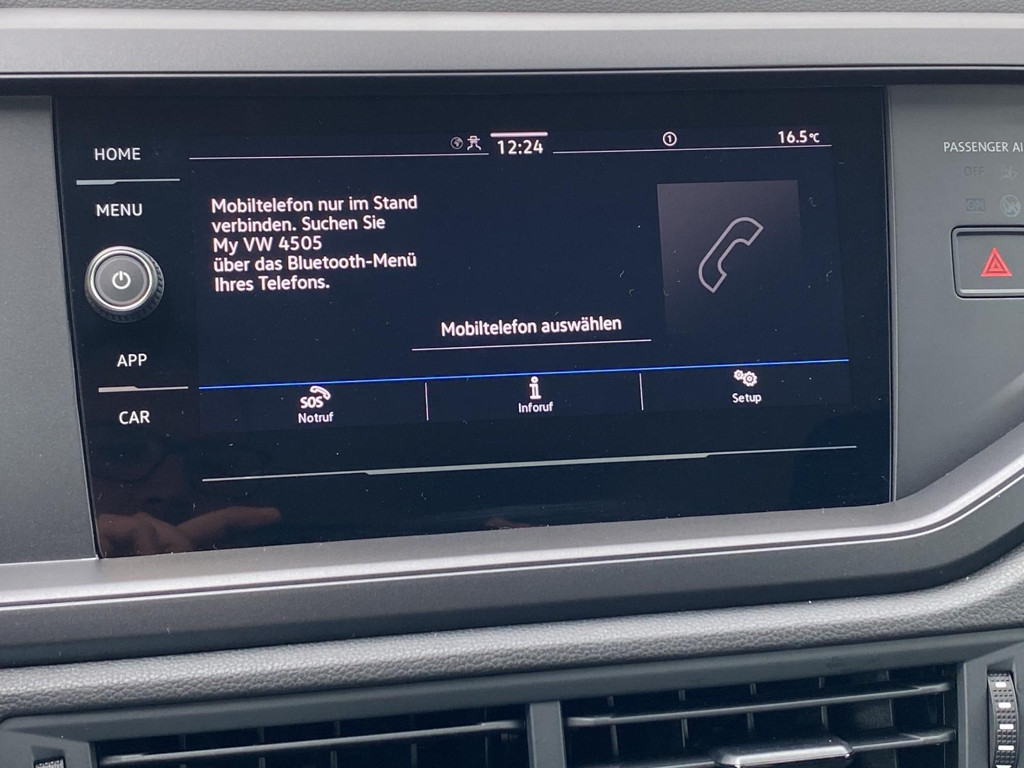 HOME
MENU
APP
CAR
12:24
1
16.5°C
Mobiltelefon nur im Stand
verbinden. Suchen Sie
My VW 4505
über das Bluetooth-Menü
Ihres Telefons.
Mobiltelefon auswählen
SOS
Notruf
i
Inforuf
Setup
PASSENGER AI
OFF
ON